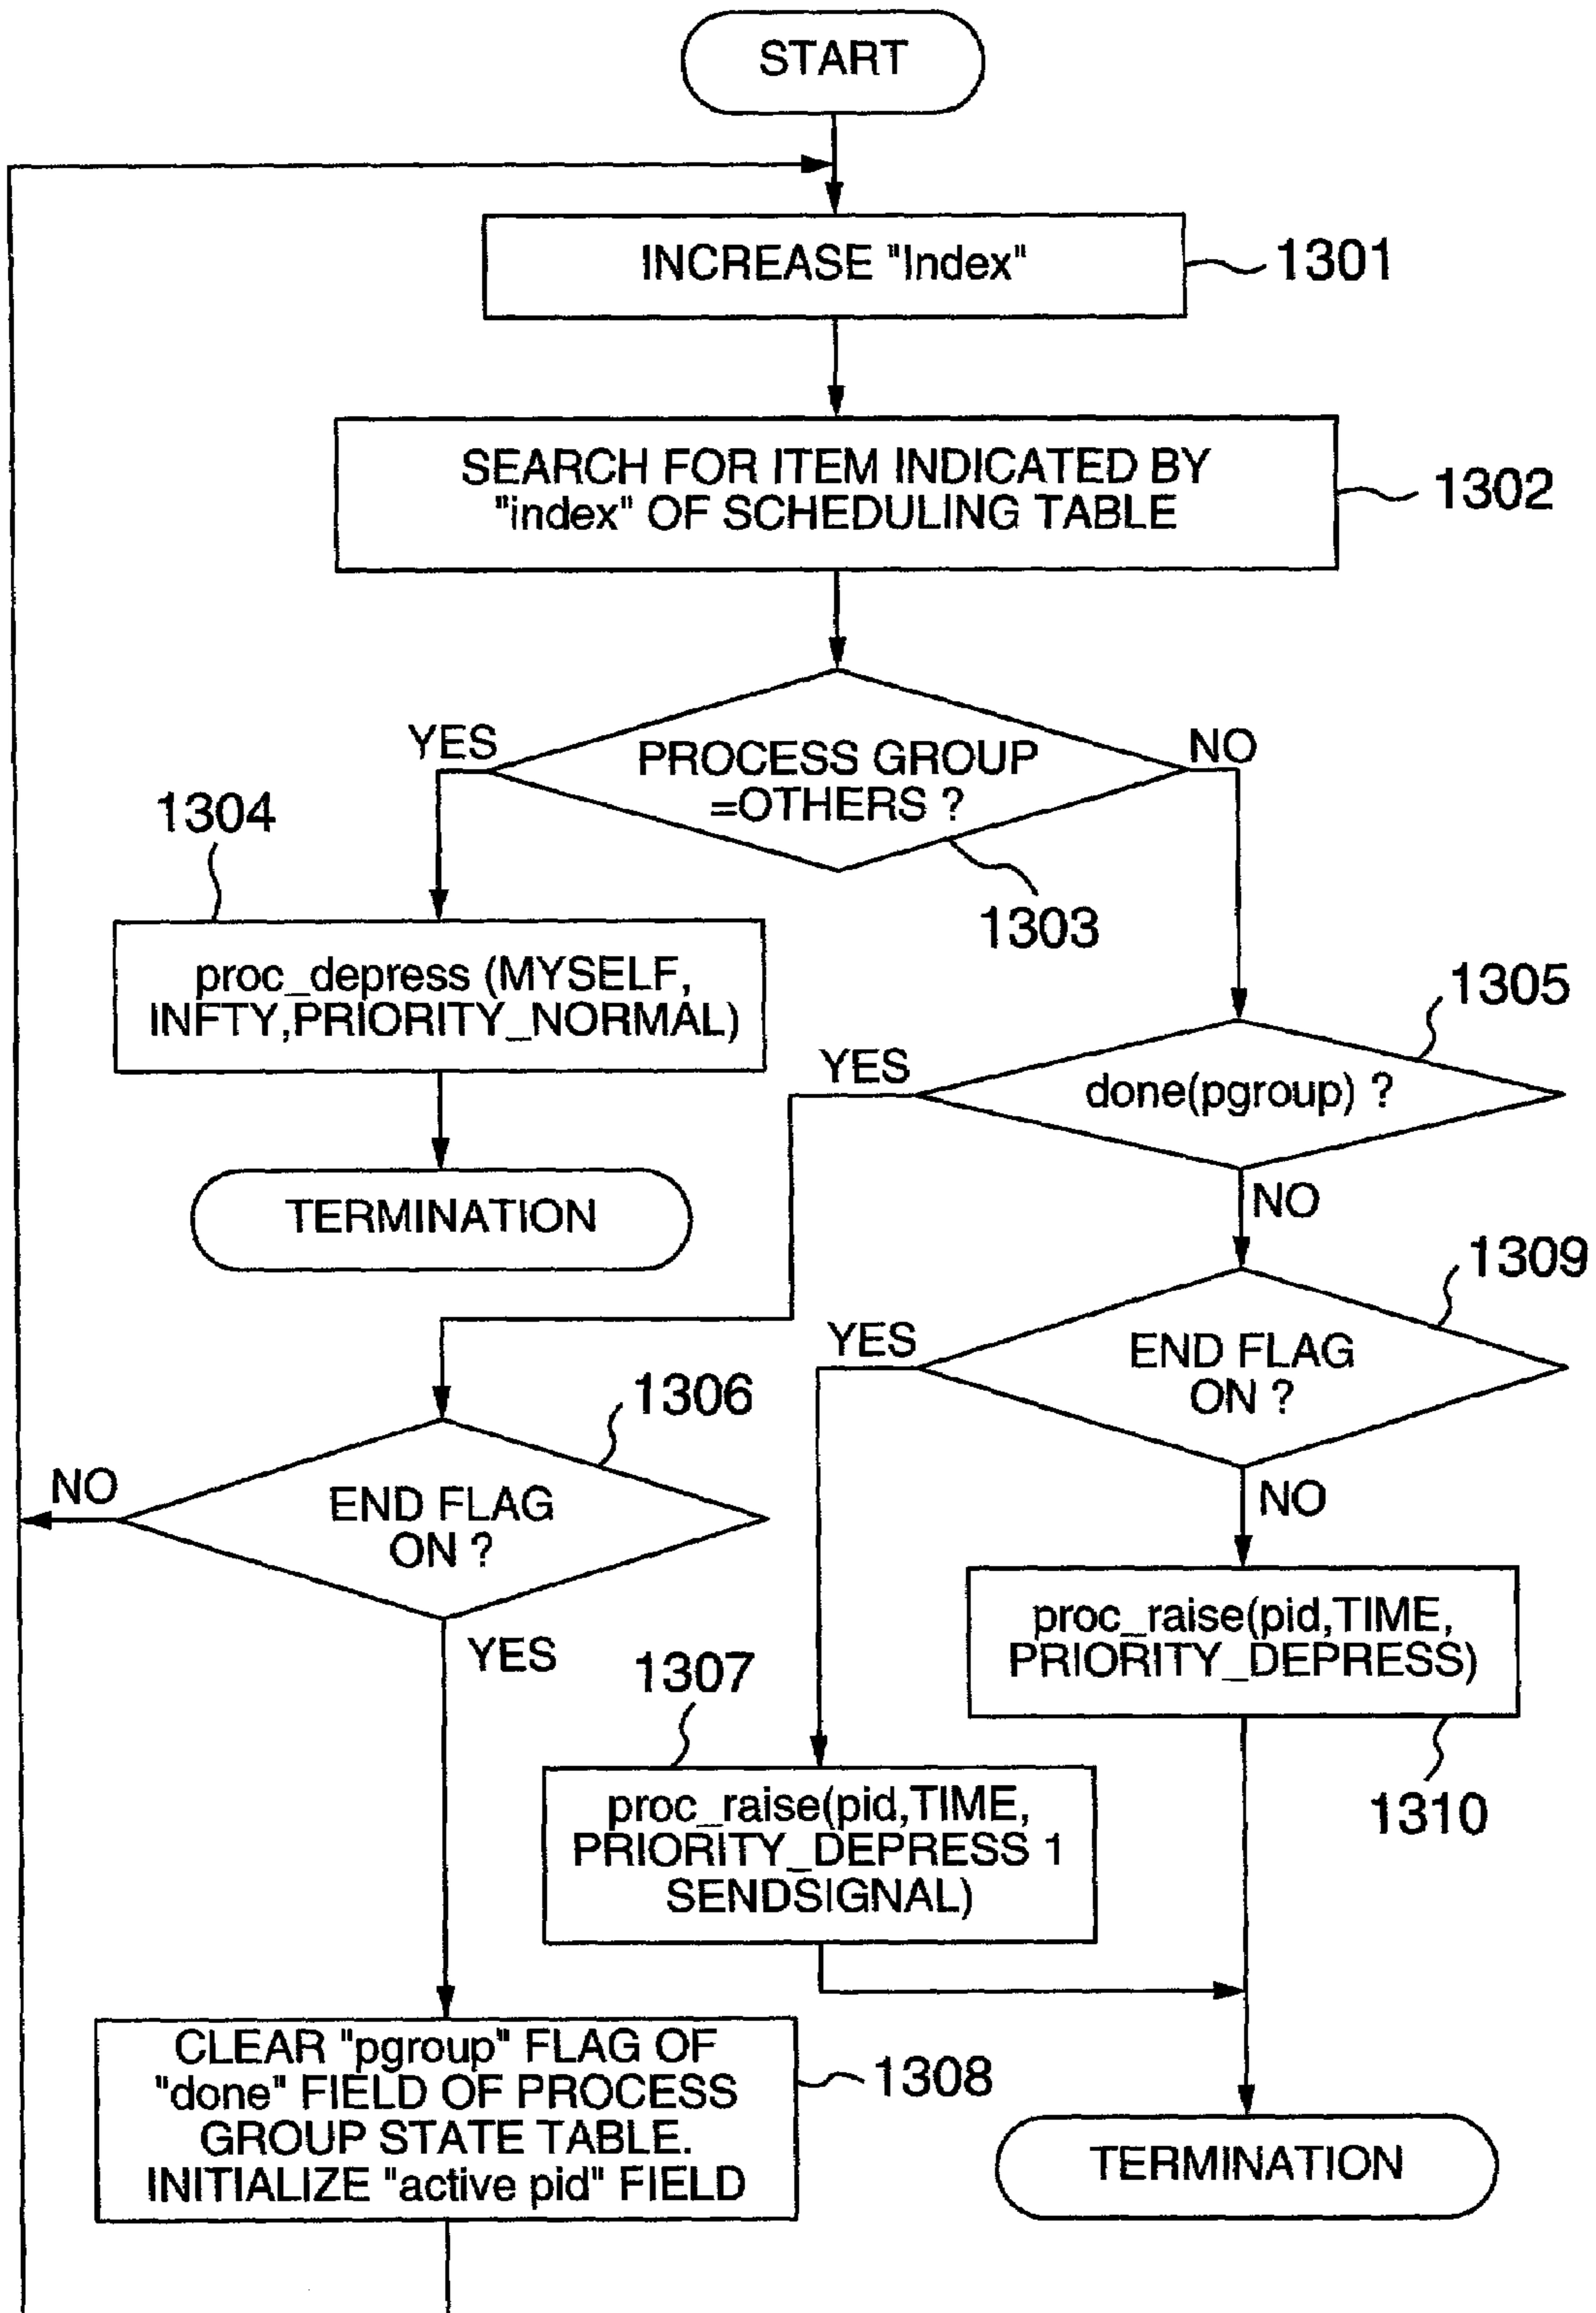 START
INCREASE "Index"
1301
SEARCH FOR ITEM INDICATED BY
"index" OF SCHEDULING TABLE
1302
YES
PROCESS GROUP
=OTHERS ?
NO
1303
1304
proc_depress (MYSELF,
INFTY,PRIORITY_NORMAL)
TERMINATION
1305
YES
done(pgroup) ?
NO
1309
YES
END FLAG
ON ?
NO
1306
NO
END FLAG
ON ?
YES
proc_raise(pid,TIME,
PRIORITY_DEPRESS)
1310
1307
proc_raise(pid,TIME,
PRIORITY_DEPRESS 1
SENDSIGNAL)
CLEAR "pgroup" FLAG OF
"done" FIELD OF PROCESS
GROUP STATE TABLE.
INITIALIZE "active pid" FIELD
1308
TERMINATION